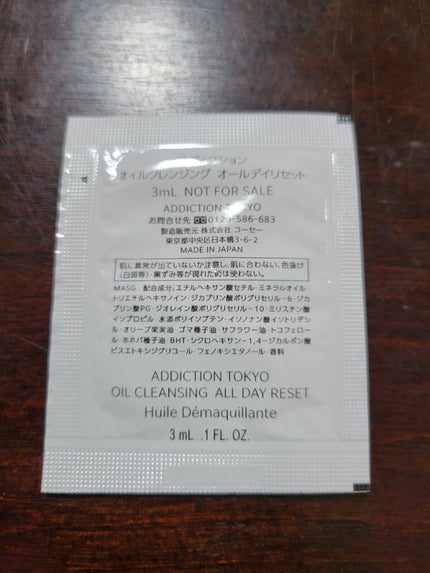 クション
オイルクレンジング オールデイリセット
3mL NOT FOR SALE
ADDICTION TOKYO
お問合せ先 0120-586-683
製造販売元 株式会社 コーセー
東京都中央区日本橋3-6-2
MADE IN JAPAN
肌に異常が出ていないか注意し、肌に合わない、色抜け
(白斑等)・黒ずみ等が現れた時は使わない。
MASG 配合成分:エチルヘキサン酸セチル・ミネラルオイル・
トリエチルヘキサノイン・ジカプリン酸ポリグリセリル-6・ジカ
プリン酸PG・ジオレイン酸ポリグリセリル-10・ミリスチン酸
イソプロピル・水添ポリイソブテン・イソノナン酸イソトリデシ
ル・オリーブ果実油・ゴマ種子油・サフラワー油・トコフェロー
ル・ホホバ種子油・BHT・シクロヘキサン-1,4-ジカルボン酸
ビスエトキシジグリコール・フェノキシエタノール・香料
ADDICTION TOKYO
OIL CLEANSING ALL DAY RESET
Huile Démaquillante
3 mL .1 FL. OZ.